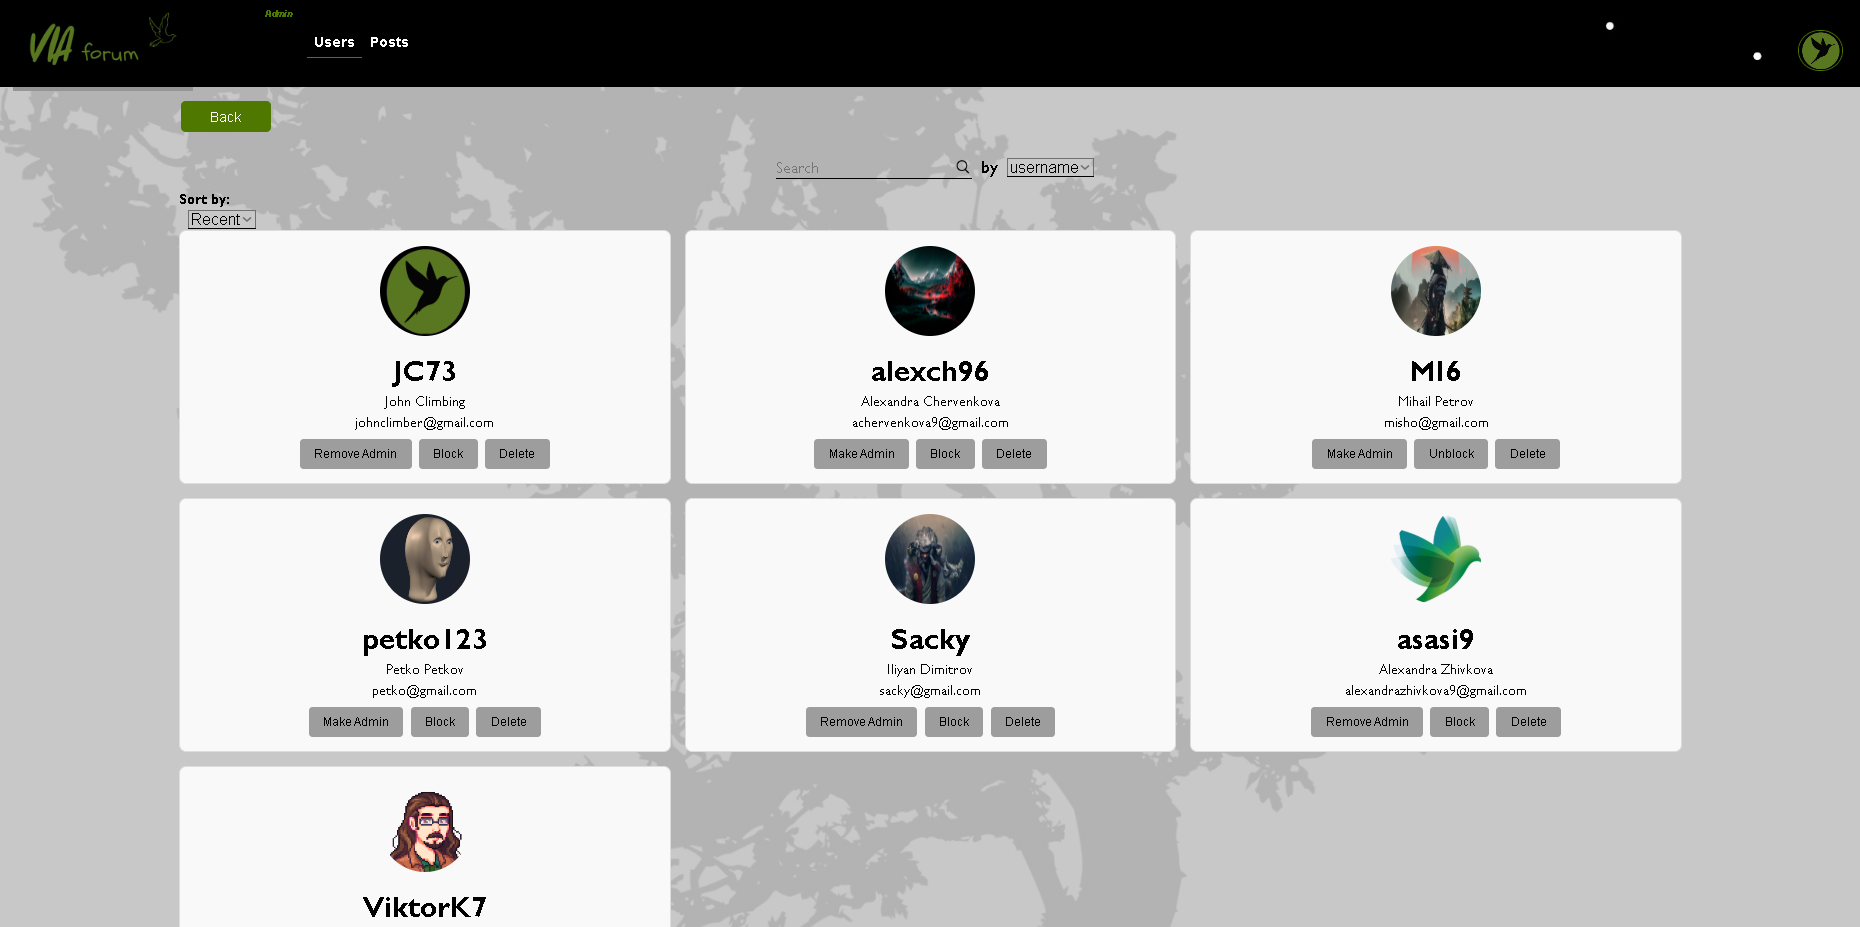 Admin
VIA forum
Users Posts
Back
Search by username
Sort by:
Recent
JC73
John Climbing
johnclimber@gmail.com
Remove Admin Block Delete
alexch96
Alexandra Chervenkova
achervenkova9@gmail.com
Make Admin Block Delete
MI6
Mihail Petrov
misho@gmail.com
Make Admin Unblock Delete
petko123
Petko Petkov
petko@gmail.com
Make Admin Block Delete
Sacky
Iliyan Dimitrov
sacky@gmail.com
Remove Admin Block Delete
asasi9
Alexandra Zhivkova
alexandrazhivkova9@gmail.com
Remove Admin Block Delete
ViktorK7